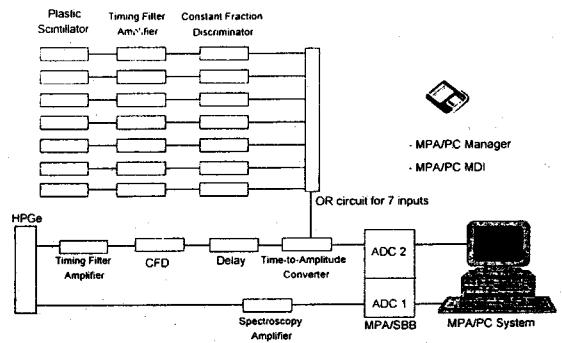 Plastic Scintillator
Timing Filter Amplifier
Constant Fraction Discriminator
- MPA/PC Manager
- MPA/PC MDI
OR circuit for 7 inputs
HPGe
Timing Filter Amplifier
CFD
Delay
Time-to-Amplitude Converter
ADC 2
ADC 1
Spectroscopy Amplifier
MPA/SBB
MPA/PC System